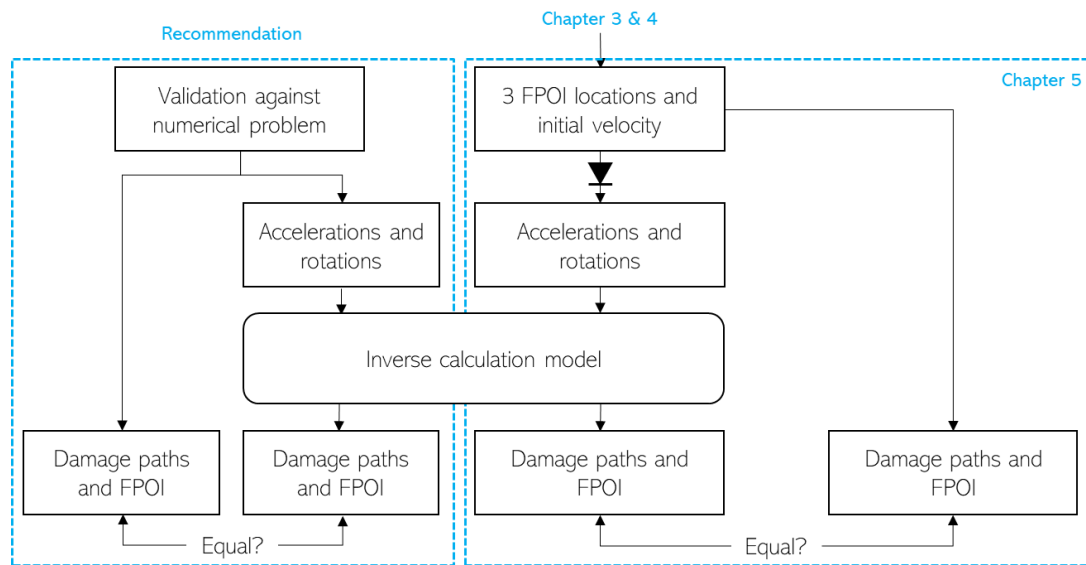 Chapter 3 & 4
Recommendation
Chapter 5
Validation against
numerical problem
3 FPOI locations and
initial velocity
Accelerations and
rotations
Accelerations and
rotations
Inverse calculation model
Damage paths
and FPOI
Damage paths
and FPOI
Damage paths and
FPOI
Damage paths and
FPOI
Equal?
Equal?